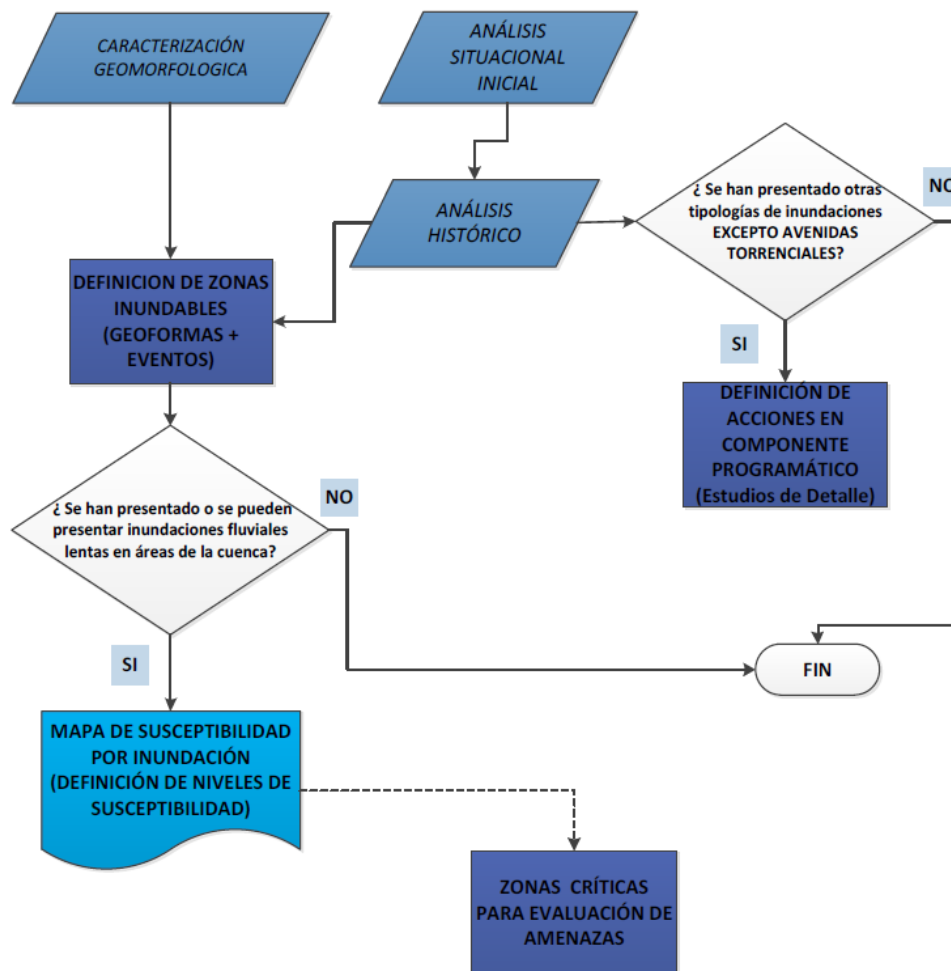 CARACTERIZACIÓN
GEOMORFOLOGICA
ANÁLISIS
SITUACIONAL
INICIAL
ANÁLISIS
HISTÓRICO
¿ Se han presentado otras
tipologías de inundaciones
EXCEPTO AVENIDAS
TORRENCIALES?
NO
DEFINICION DE ZONAS
INUNDABLES
(GEOFORMAS +
EVENTOS)
SI
DEFINICIÓN DE
ACCIONES EN
COMPONENTE
PROGRAMÁTICO
(Estudios de Detalle)
¿ Se han presentado o se pueden
presentar inundaciones fluviales
lentas en áreas de la cuenca?
NO
SI
FIN
MAPA DE SUSCEPTIBILIDAD
POR INUNDACIÓN
(DEFINICIÓN DE NIVELES DE
SUSCEPTIBILIDAD)
ZONAS CRÍTICAS
PARA EVALUACIÓN DE
AMENAZAS